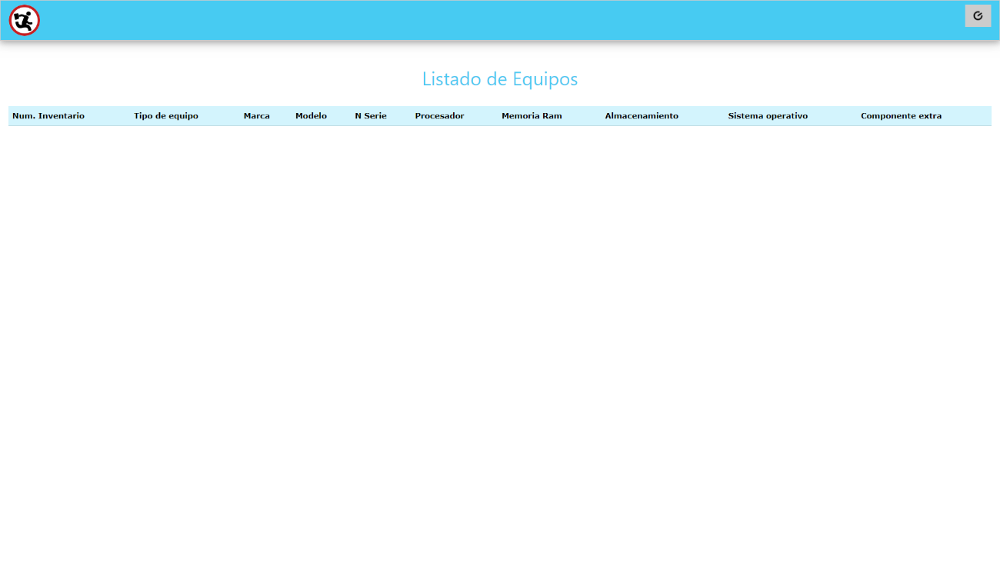 Listado de Equipos
Num. Inventario Tipo de equipo Marca Modelo N Serie Procesador Memoria Ram Almacenamiento Sistema operativo Componente extra